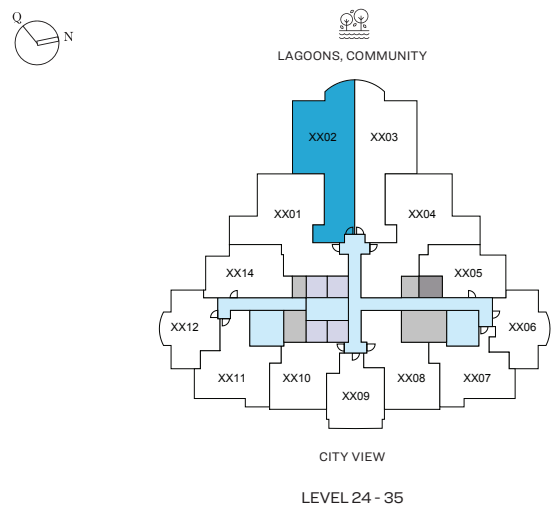 Q
N
LAGOONS, COMMUNITY
XX02 XX03
XX01 XX04
XX14 XX05
XX12 XX06
XX11 XX10 XX08 XX07
XX09
CITY VIEW
LEVEL 24 - 35